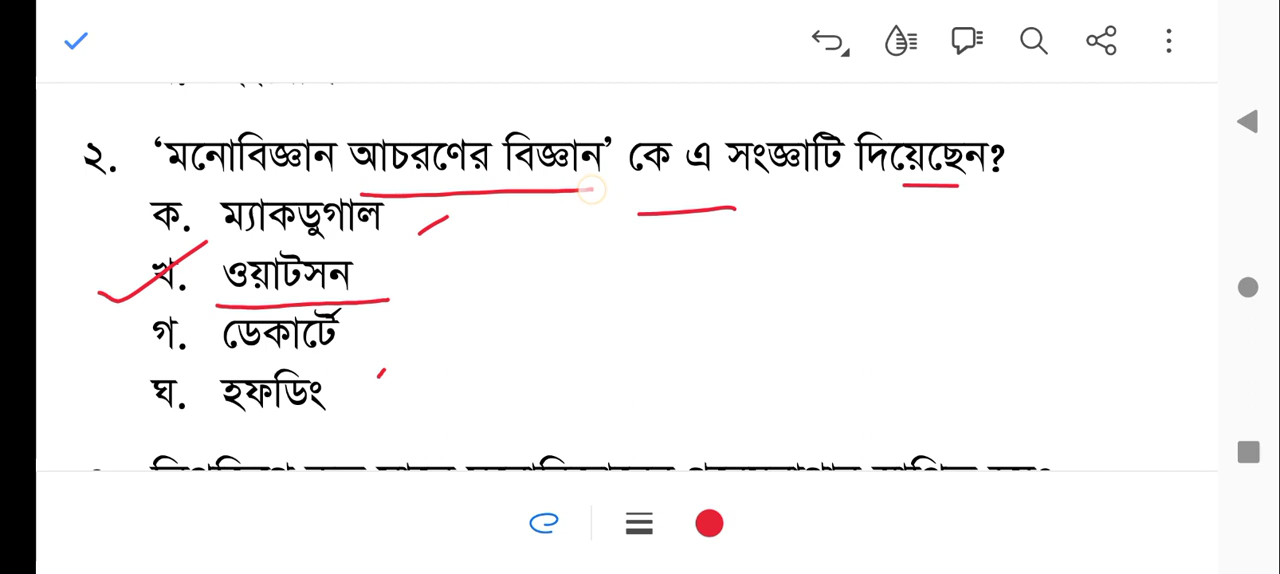 ২. ‘মনোবিজ্ঞান আচরণের বিজ্ঞান’ কে এ সংজ্ঞাটি দিয়েছেন?
ক. ম্যাকডুগাল
খ. ওয়াটসন
গ. ডেকার্টে
ঘ. হফডিং